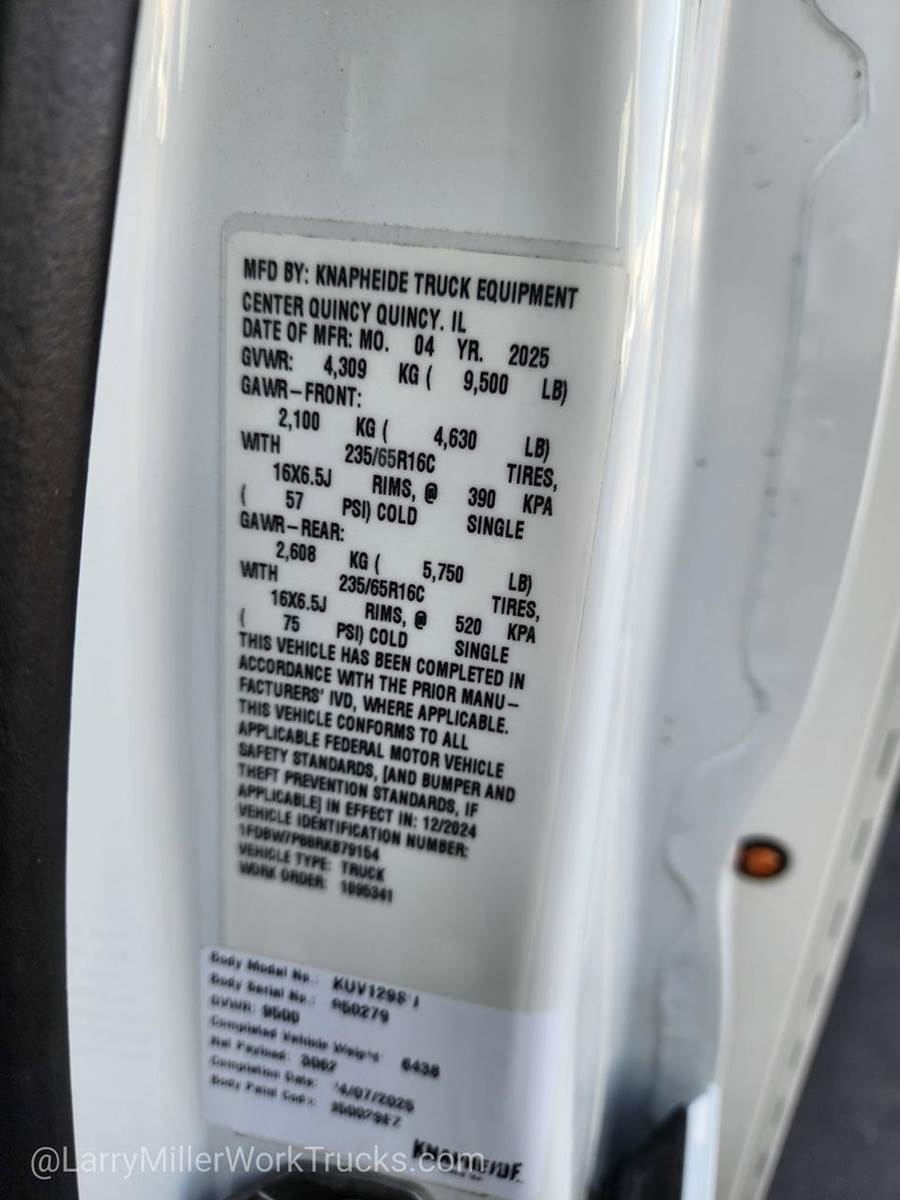 MFD BY: KNAPHEIDE TRUCK EQUIPMENT
CENTER QUINCY QUINCY, IL
DATE OF MFR: MO. 04 YR. 2025
GVWR: 4,309 KG ( 9,500 LB)
GAWR-FRONT:
2,100 KG ( 4,630 LB)
WITH 235/65R16C TIRES,
16X6.5J RIMS, @ 390 KPA
( 57 PSI) COLD SINGLE
GAWR-REAR:
2,608 KG ( 5,750 LB)
WITH 235/65R16C TIRES,
16X6.5J RIMS, @ 520 KPA
( 75 PSI) COLD SINGLE
THIS VEHICLE HAS BEEN COMPLETED IN
ACCORDANCE WITH THE PRIOR MANU-
FACTURERS' IVD, WHERE APPLICABLE.
THIS VEHICLE CONFORMS TO ALL
APPLICABLE FEDERAL MOTOR VEHICLE
SAFETY STANDARDS, [AND BUMPER AND
THEFT PREVENTION STANDARDS, IF
APPLICABLE] IN EFFECT IN: 12/2024
VEHICLE IDENTIFICATION NUMBER:
VEHICLE TYPE: TRUCK
WORK ORDER: 1095341
Body Model No.:
Body Serial No.:
GVWR: 9500
Completed Vehicle Weight: 6438
Net Payload: 3062
Completion Date:
Body Paint Code:
KNAPHEIDE
@LarryMillerWorkTrucks.com